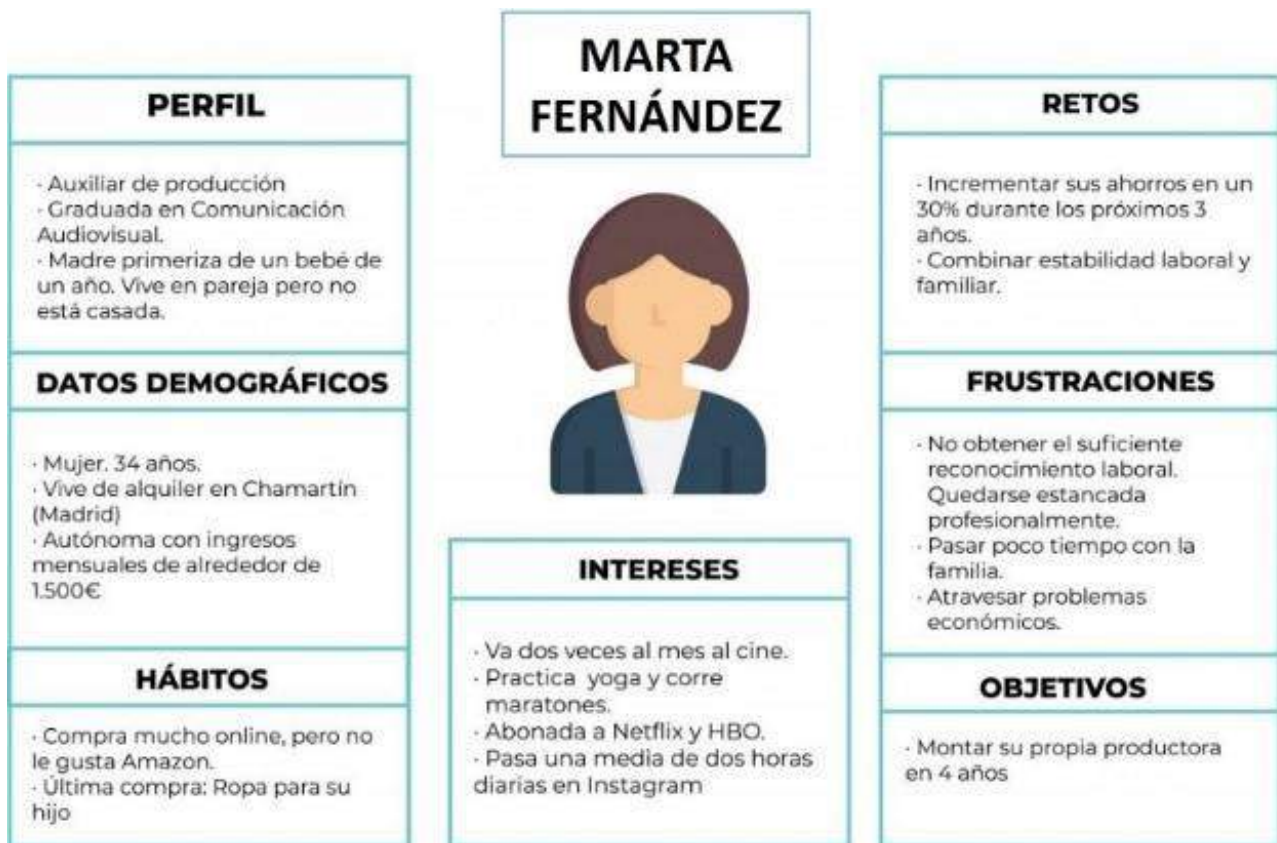 MARTA
FERNÁNDEZ
PERFIL
· Auxiliar de producción
· Graduada en Comunicación
Audiovisual.
· Madre primeriza de un bebé de
un año. Vive en pareja pero no
está casada.
DATOS DEMOGRÁFICOS
· Mujer. 34 años.
· Vive de alquiler en Chamartín
(Madrid)
· Autónoma con ingresos
mensuales de alrededor de
1.500€
HÁBITOS
· Compra mucho online, pero no
le gusta Amazon.
· Última compra: Ropa para su
hijo
INTERESES
· Va dos veces al mes al cine.
· Practica yoga y corre
maratones.
· Abonada a Netflix y HBO.
· Pasa una media de dos horas
diarias en Instagram
RETOS
· Incrementar sus ahorros en un
30% durante los próximos 3
años.
· Combinar estabilidad laboral y
familiar.
FRUSTRACIONES
· No obtener el suficiente
reconocimiento laboral.
Quedarse estancada
profesionalmente.
· Pasar poco tiempo con la
familia.
· Atravesar problemas
económicos.
OBJETIVOS
· Montar su propia productora
en 4 años